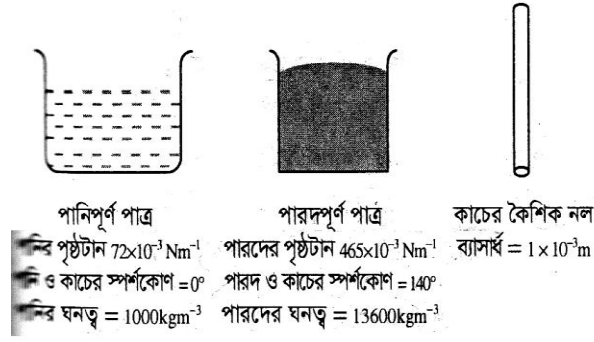 পানিপূর্ণ পাত্র
পারদপূর্ণ পাত্র
কাচের কৈশিক নল
পৃষ্ঠটান 72×10⁻³ Nm⁻¹
পারদের পৃষ্ঠটান 465×10⁻³ Nm⁻¹
ব্যাসার্ধ = 1×10⁻³m
ও কাচের স্পর্শকোণ = 0°
পারদ ও কাচের স্পর্শকোণ = 140°
ঘনত্ব = 1000kgm⁻³
পারদের ঘনত্ব = 13600kgm⁻³